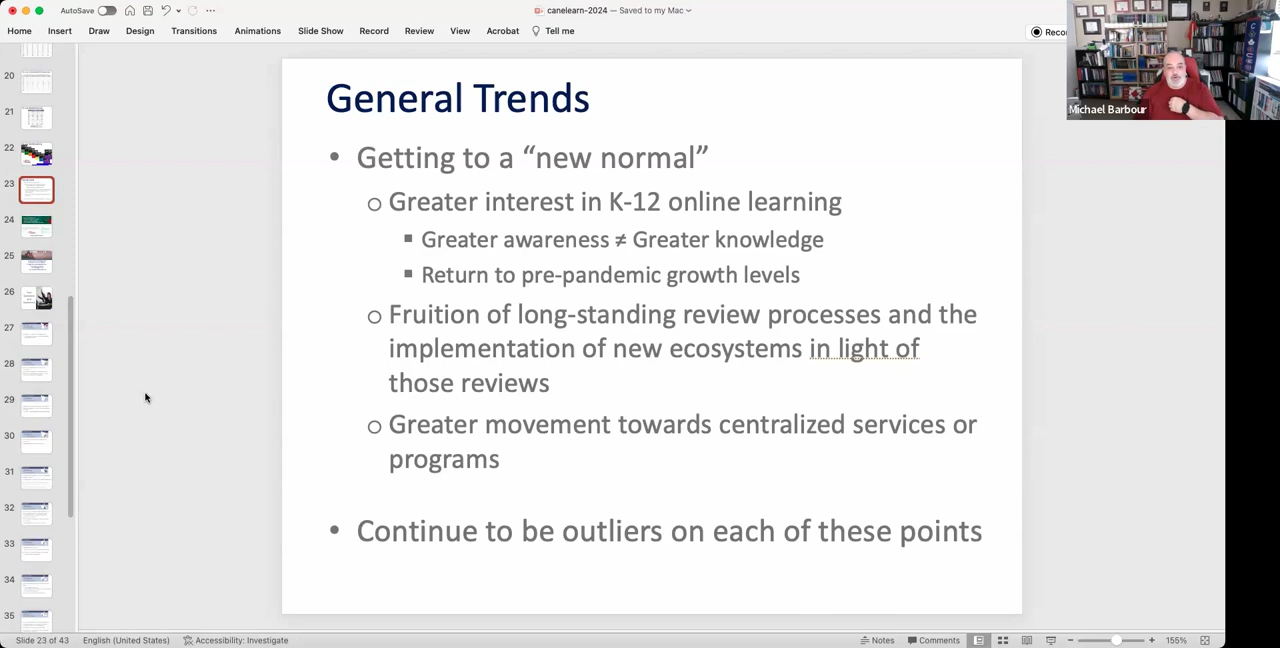 AutoSave
canelearn-2024 — Saved to my Mac
Home Insert Draw Design Transitions Animations Slide Show Record Review View Acrobat Tell me
Michael Barbour
General Trends
• Getting to a “new normal”
o Greater interest in K-12 online learning
▪ Greater awareness ≠ Greater knowledge
▪ Return to pre-pandemic growth levels
o Fruition of long-standing review processes and the
implementation of new ecosystems in light of
those reviews
o Greater movement towards centralized services or
programs
• Continue to be outliers on each of these points
20
21
22
23
24
25
26
27
28
29
30
31
32
33
34
35
Slide 23 of 43 English (United States) Accessibility: Investigate Notes Comments 155%